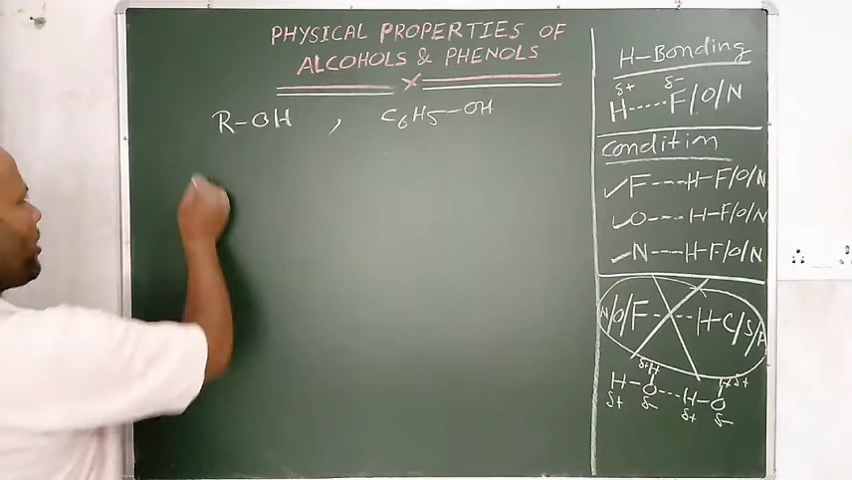 PHYSICAL PROPERTIES OF
ALCOHOLS & PHENOLS
R-OH , C6H5-OH
H-Bonding
δ+ δ-
H-----F/O/N
Condition
✓F----H-F/O/N
✓O---H-F/O/N
✓N---H-F/O/N
N/O/F----H-C/S/
δ+H H δ+
H-O---H-O
δ+ δ- δ+ δ-